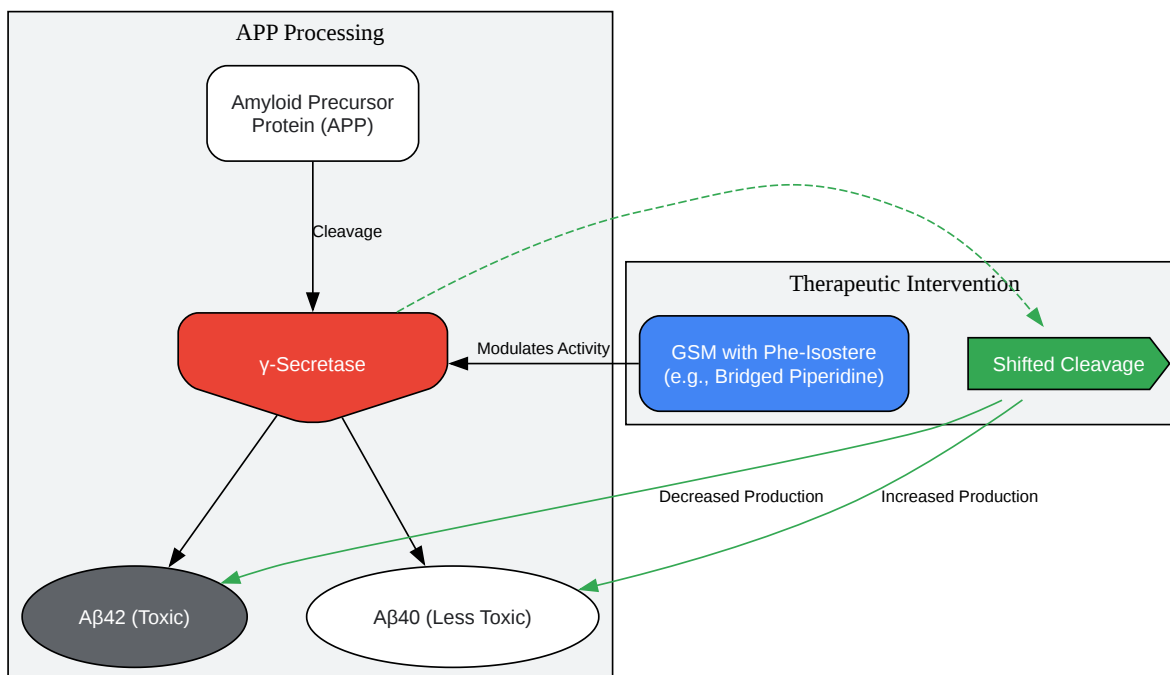 APP Processing
Amyloid Precursor
Protein (APP)
Cleavage
Therapeutic Intervention
γ-Secretase
Modulates Activity
GSM with Phe-Isostere
(e.g., Bridged Piperidine)
Shifted Cleavage
Decreased Production
Increased Production
Aβ42 (Toxic)
Aβ40 (Less Toxic)